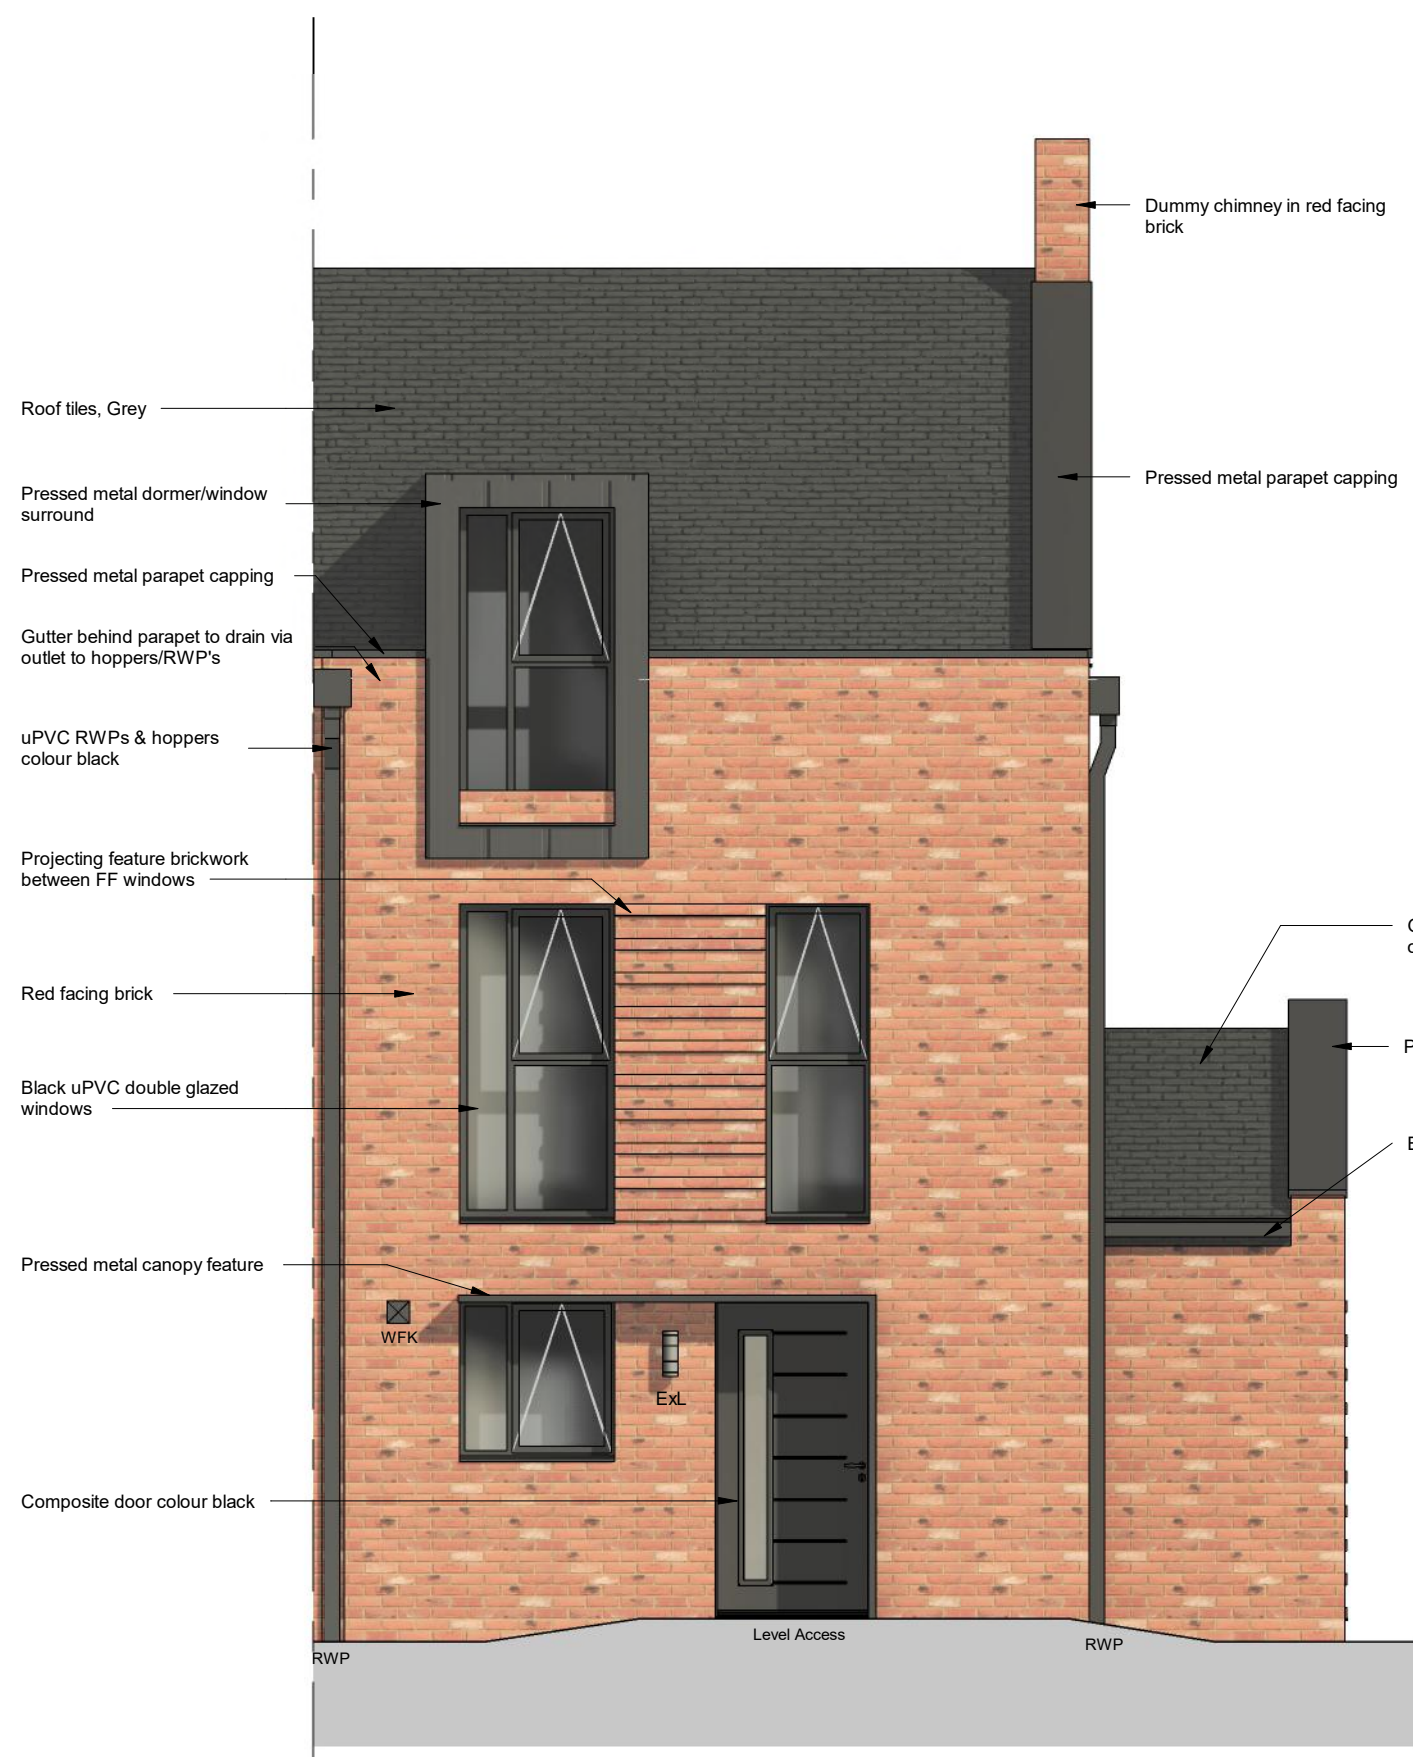 Dummy chimney in red facing
brick
Roof tiles, Grey
Pressed metal parapet capping
Pressed metal dormer/window
surround
Pressed metal parapet capping
Gutter behind parapet to drain via
outlet to hoppers/RWP's
uPVC RWPs & hoppers
colour black
Projecting feature brickwork
between FF windows
Red facing brick
Black uPVC double glazed
windows
Pressed metal canopy feature
WFK
ExL
Composite door colour black
Level Access
RWP
RWP